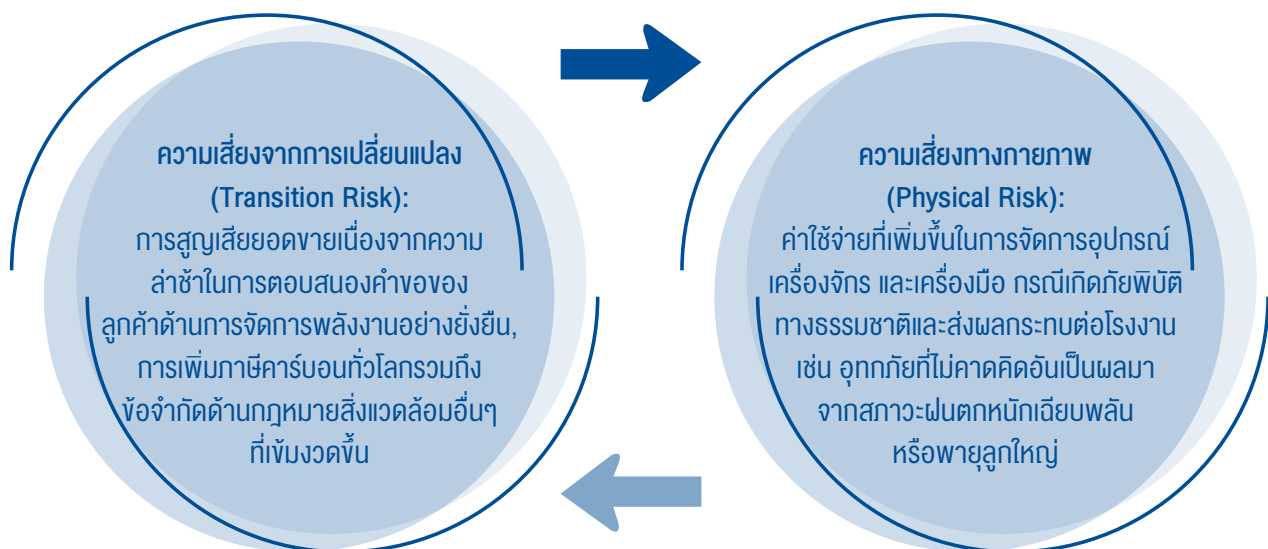 ความเสี่ยงจากการเปลี่ยนแปลง
(Transition Risk):
การสูญเสียยอดขายเนื่องจากความ
ล่าช้าในการตอบสนองคำขอของ
ลูกค้าด้านการจัดการพลังงานอย่างยั่งยืน,
การเพิ่มภาษีคาร์บอนทั่วโลกรวมถึง
ข้อจำกัดด้านกฎหมายสิ่งแวดล้อมอื่นๆ
ที่เข้มงวดขึ้น
ความเสี่ยงทางกายภาพ
(Physical Risk):
ค่าใช้จ่ายที่เพิ่มขึ้นในการจัดการอุปกรณ์
เครื่องจักร และเครื่องมือ กรณีเกิดภัยพิบัติ
ทางธรรมชาติและส่งผลกระทบต่อโรงงาน
เช่น อุทกภัยที่ไม่คาดคิดอันเป็นผลมา
จากสภาวะฝนตกหนักเฉียบพลัน
หรือพายุลูกใหญ่